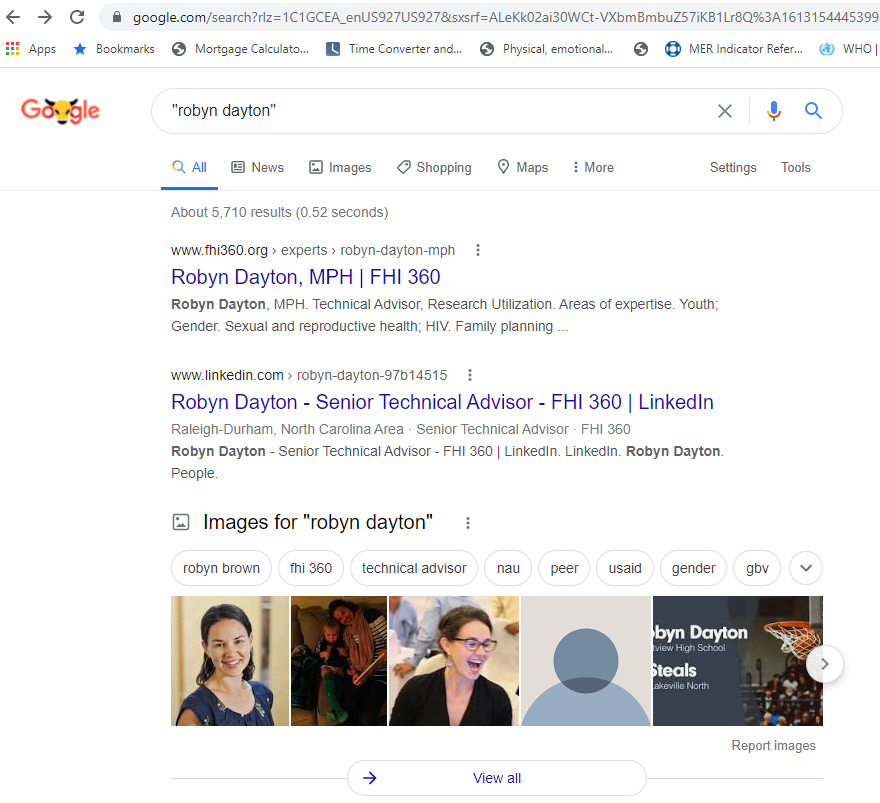 google.com/search?rlz=1C1GCEA_enUS927US927&sxsrf=ALeKk02ai30WCt-VXbmBmbuZ57iKB1Lr8Q%3A1613154445399
Apps Bookmarks Mortgage Calculato... Time Converter and... Physical, emotional... MER Indicator Refer... WHO |
Google "robyn dayton"
All News Images Shopping Maps More Settings Tools
About 5,710 results (0.52 seconds)
www.fhi360.org › experts › robyn-dayton-mph
Robyn Dayton, MPH | FHI 360
Robyn Dayton, MPH. Technical Advisor, Research Utilization. Areas of expertise. Youth;
Gender. Sexual and reproductive health; HIV. Family planning ...
www.linkedin.com › robyn-dayton-97b14515
Robyn Dayton - Senior Technical Advisor - FHI 360 | LinkedIn
Raleigh-Durham, North Carolina Area · Senior Technical Advisor · FHI 360
Robyn Dayton - Senior Technical Advisor - FHI 360 | LinkedIn. LinkedIn. Robyn Dayton.
People.
Images for "robyn dayton"
robyn brown fhi 360 technical advisor nau peer usaid gender gbv
obyn Dayton
tview High School
Steals
akeville North
Report images
View all